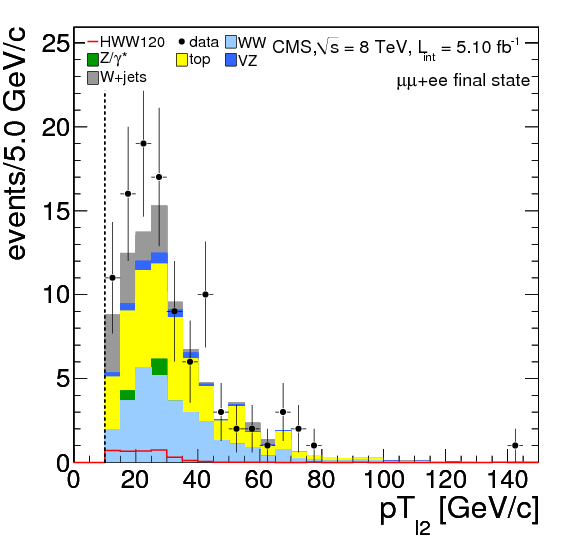 HWW120 data WW CMS,√s = 8 TeV, L_int = 5.10 fb⁻¹
Z/γ* top VZ
W+jets μμ+ee final state
events/5.0 GeV/c
25
20
15
10
5
0
0 20 40 60 80 100 120 140
pT_l2 [GeV/c]